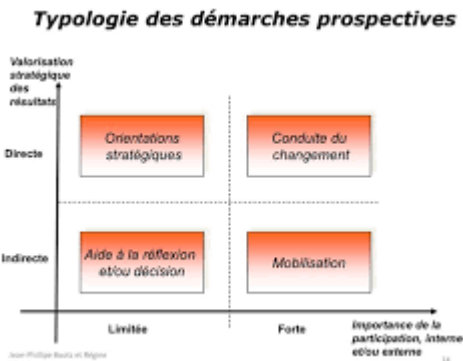 Typologie des démarches prospectives
Valorisation
stratégique
des
résultats
Directe
Orientations
stratégiques
Conduite du
changement
Indirecte
Aide à la réflexion
et/ou décision
Mobilisation
Limitée
Forte
Importance de la
participation, interne
et/ou externe